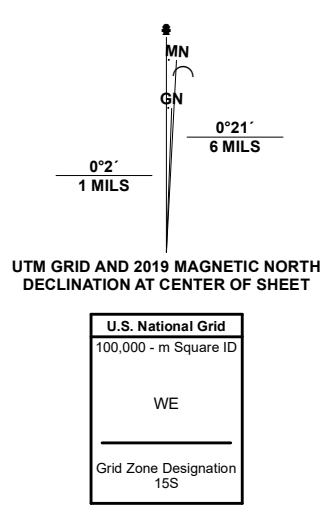 MN
GN
0°21´
6 MILS
0°2´
1 MILS
UTM GRID AND 2019 MAGNETIC NORTH
DECLINATION AT CENTER OF SHEET
U.S. National Grid
100,000 - m Square ID
WE
Grid Zone Designation
15S